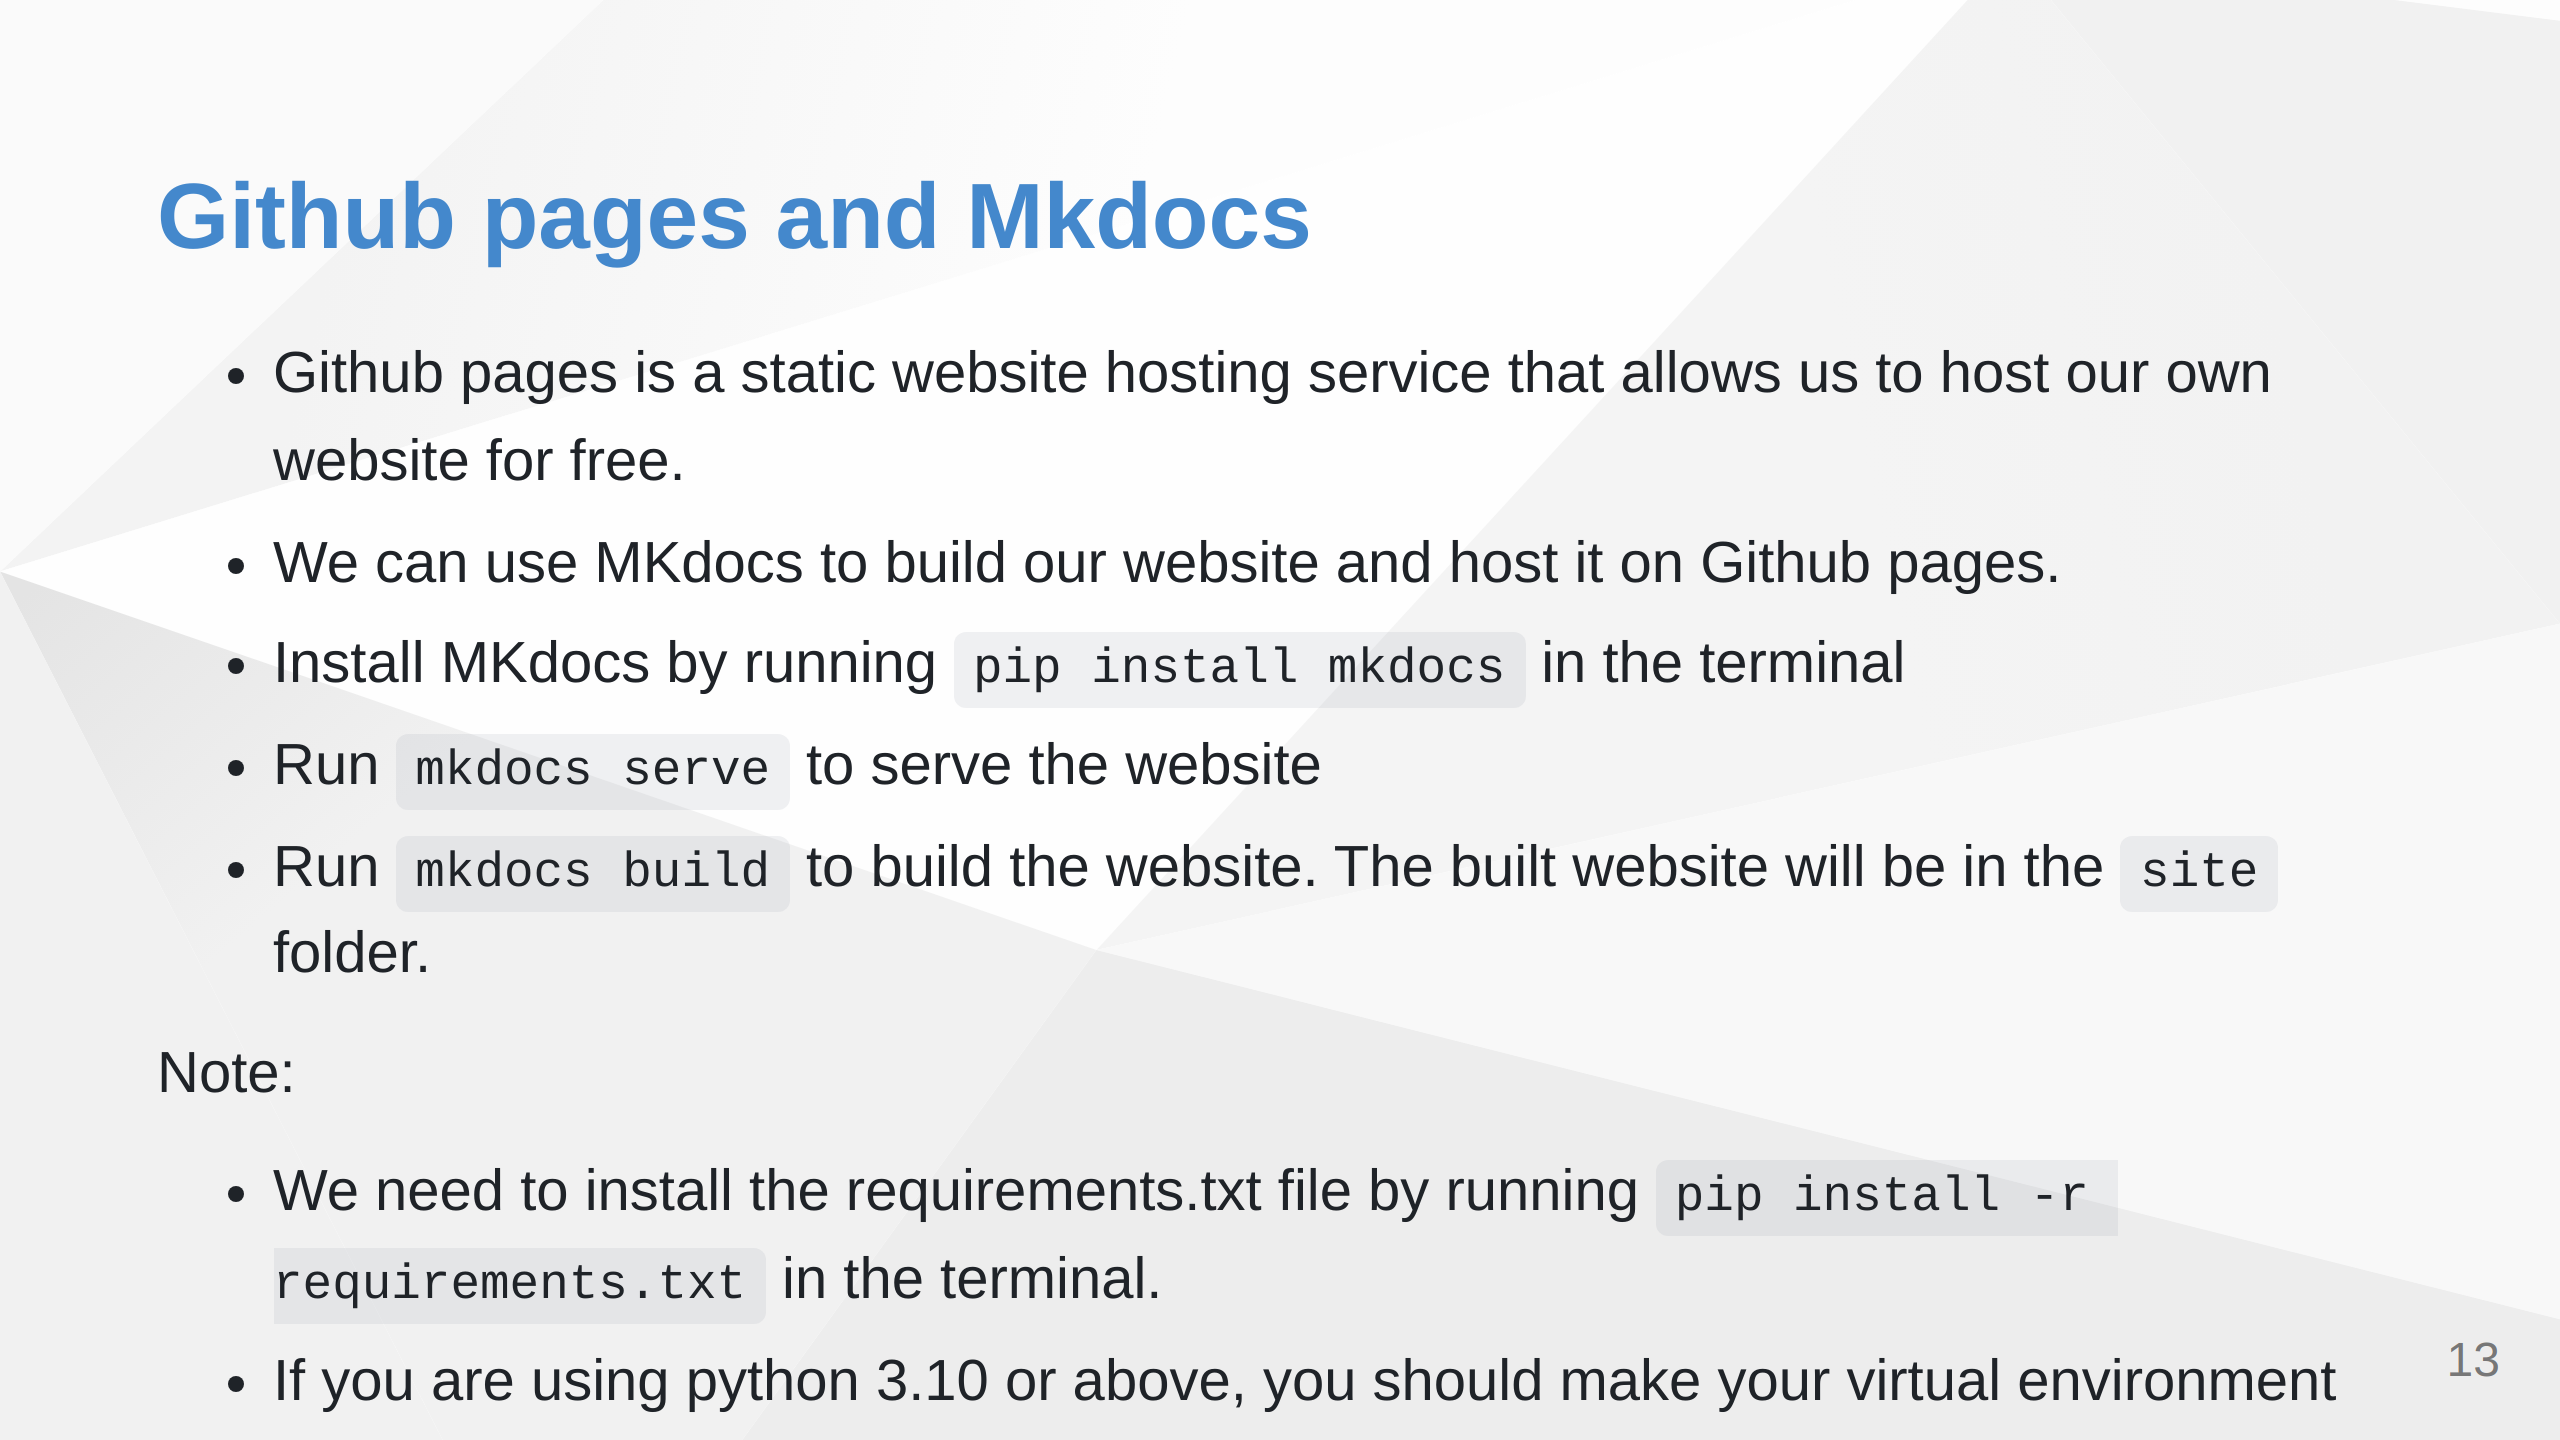 Github pages and Mkdocs
• Github pages is a static website hosting service that allows us to host our own
website for free.
• We can use MKdocs to build our website and host it on Github pages.
• Install MKdocs by running pip install mkdocs in the terminal
• Run mkdocs serve to serve the website
• Run mkdocs build to build the website. The built website will be in the site
folder.
Note:
• We need to install the requirements.txt file by running pip install -r
requirements.txt in the terminal.
• If you are using python 3.10 or above, you should make your virtual environment
13